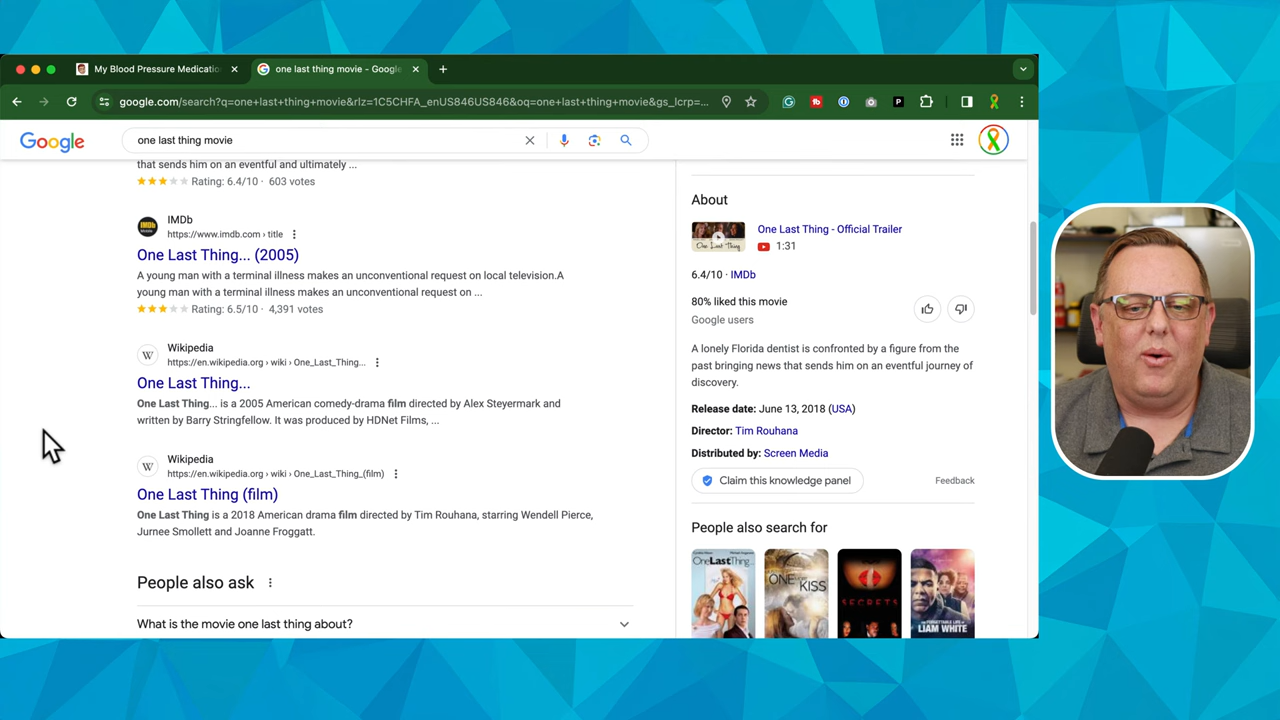 My Blood Pressure Medicatio
one last thing movie - Google
google.com/search?q=one+last+thing+movie&rlz=1C5CHFA_enUS846US846&oq=one+last+thing+movie&gs_lcrp=...
Google
one last thing movie
that sends him on an eventful and ultimately ...
Rating: 6.4/10 · 603 votes
IMDb
IMDb
https://www.imdb.com › title
One Last Thing... (2005)
A young man with a terminal illness makes an unconventional request on local television.A
young man with a terminal illness makes an unconventional request on ...
Rating: 6.5/10 · 4,391 votes
W
Wikipedia
https://en.wikipedia.org › wiki › One_Last_Thing...
One Last Thing...
One Last Thing... is a 2005 American comedy-drama film directed by Alex Steyermark and
written by Barry Stringfellow. It was produced by HDNet Films, ...
W
Wikipedia
https://en.wikipedia.org › wiki › One_Last_Thing_(film)
One Last Thing (film)
One Last Thing is a 2018 American drama film directed by Tim Rouhana, starring Wendell Pierce,
Jurnee Smollett and Joanne Froggatt.
People also ask
What is the movie one last thing about?
About
One Last Thing
One Last Thing - Official Trailer
1:31
6.4/10 · IMDb
80% liked this movie
Google users
A lonely Florida dentist is confronted by a figure from the
past bringing news that sends him on an eventful journey of
discovery.
Release date: June 13, 2018 (USA)
Director: Tim Rouhana
Distributed by: Screen Media
Claim this knowledge panel
Feedback
People also search for
OneLastThing...
ONE
KISS
SECRETS
LIAM WHITE